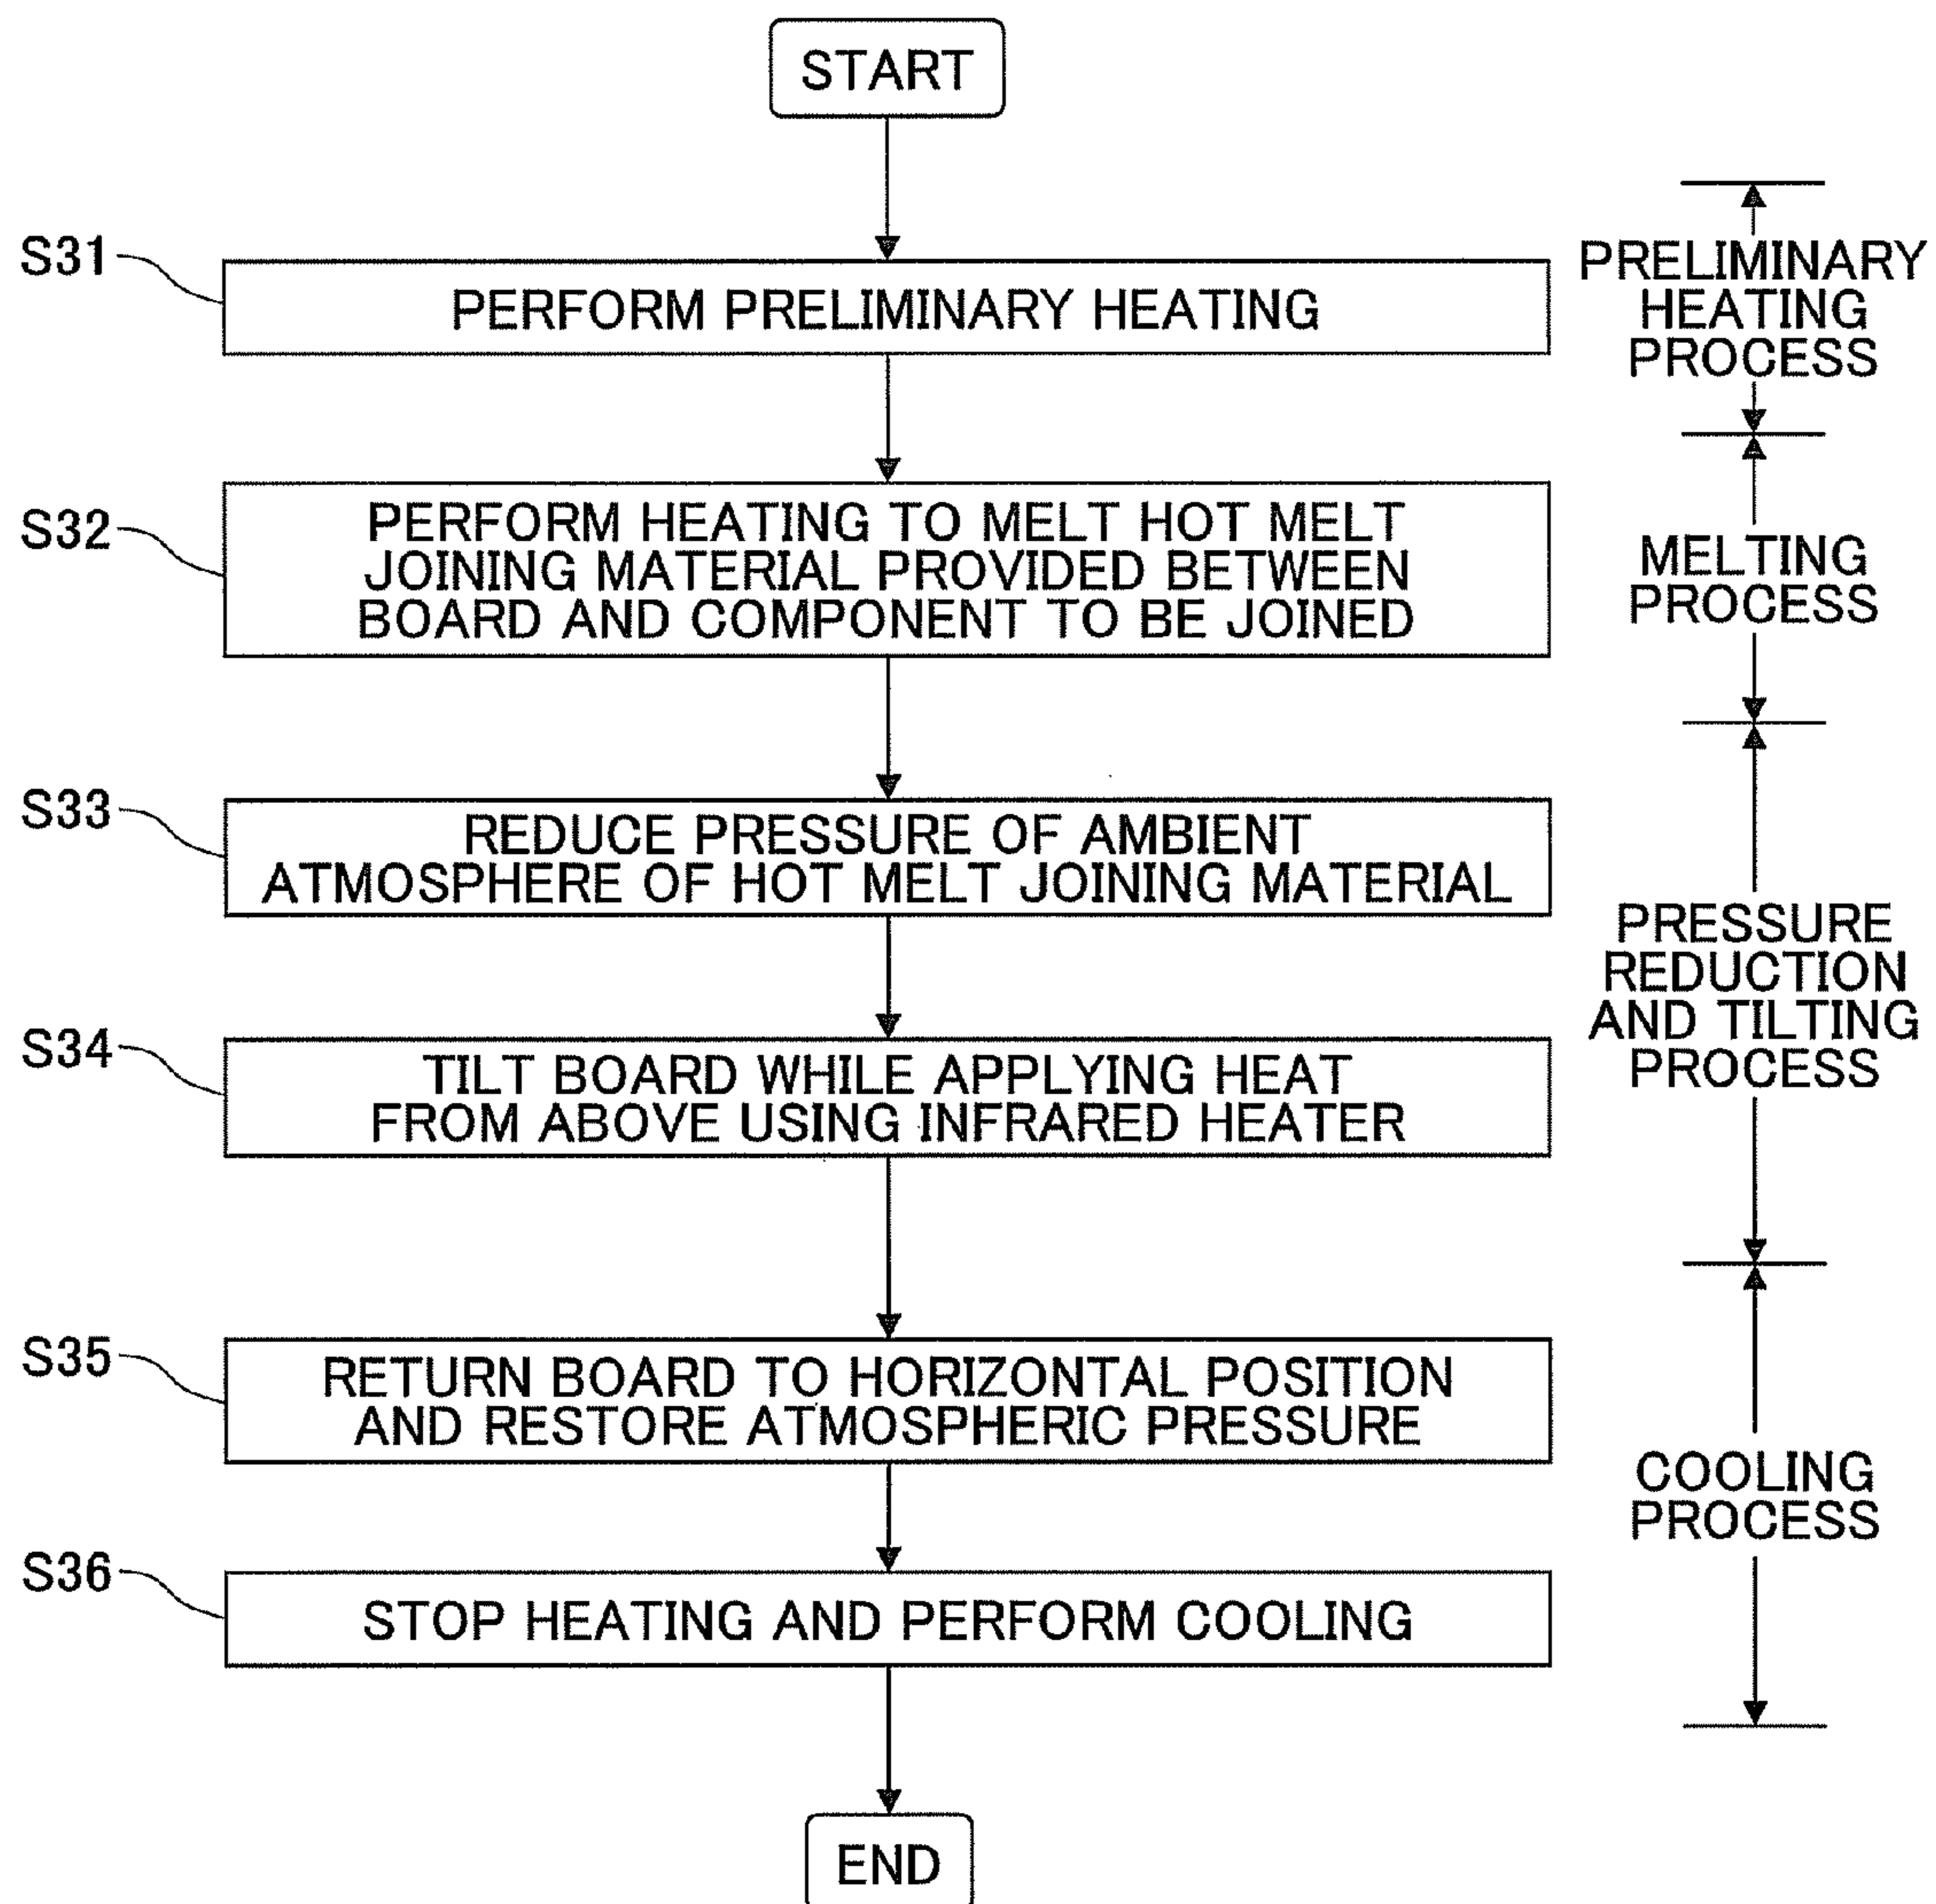 START
S31
PERFORM PRELIMINARY HEATING
PRELIMINARY
HEATING
PROCESS
S32
PERFORM HEATING TO MELT HOT MELT
JOINING MATERIAL PROVIDED BETWEEN
BOARD AND COMPONENT TO BE JOINED
MELTING
PROCESS
S33
REDUCE PRESSURE OF AMBIENT
ATMOSPHERE OF HOT MELT JOINING MATERIAL
PRESSURE
REDUCTION
AND TILTING
PROCESS
S34
TILT BOARD WHILE APPLYING HEAT
FROM ABOVE USING INFRARED HEATER
S35
RETURN BOARD TO HORIZONTAL POSITION
AND RESTORE ATMOSPHERIC PRESSURE
COOLING
PROCESS
S36
STOP HEATING AND PERFORM COOLING
END